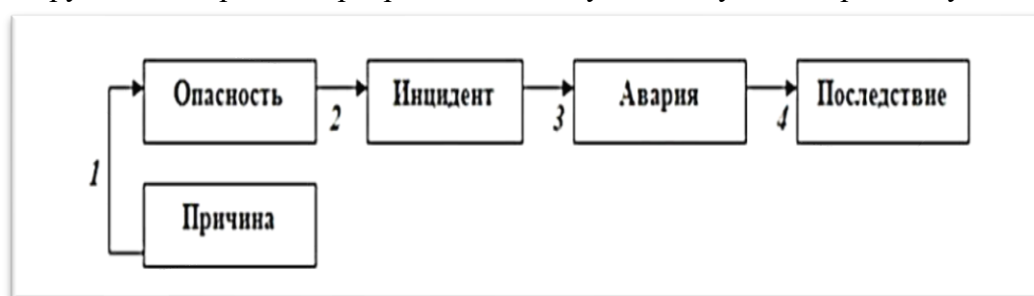 Опасность
2
Инцидент
3
Авария
4
Последствие
1
Причина